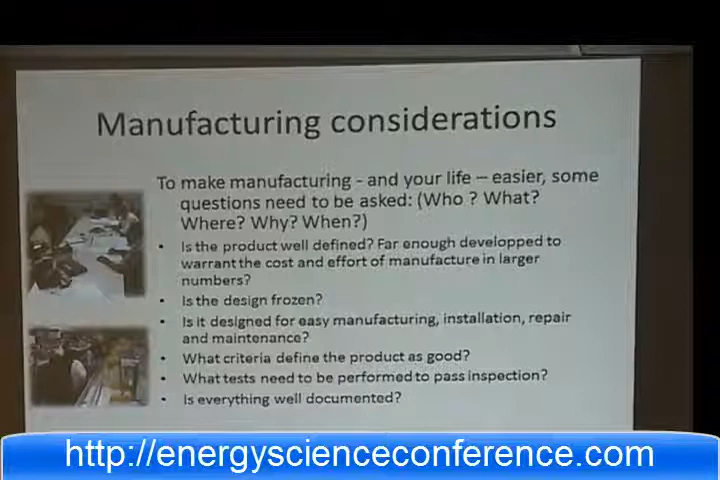 Manufacturing considerations
To make manufacturing - and your life – easier, some
questions need to be asked: (Who ? What?
Where? Why? When?)
• Is the product well defined? Far enough developped to
warrant the cost and effort of manufacture in larger
numbers?
• Is the design frozen?
• Is it designed for easy manufacturing, installation, repair
and maintenance?
• What criteria define the product as good?
• What tests need to be performed to pass inspection?
• Is everything well documented?
http://energyscienceconference.com